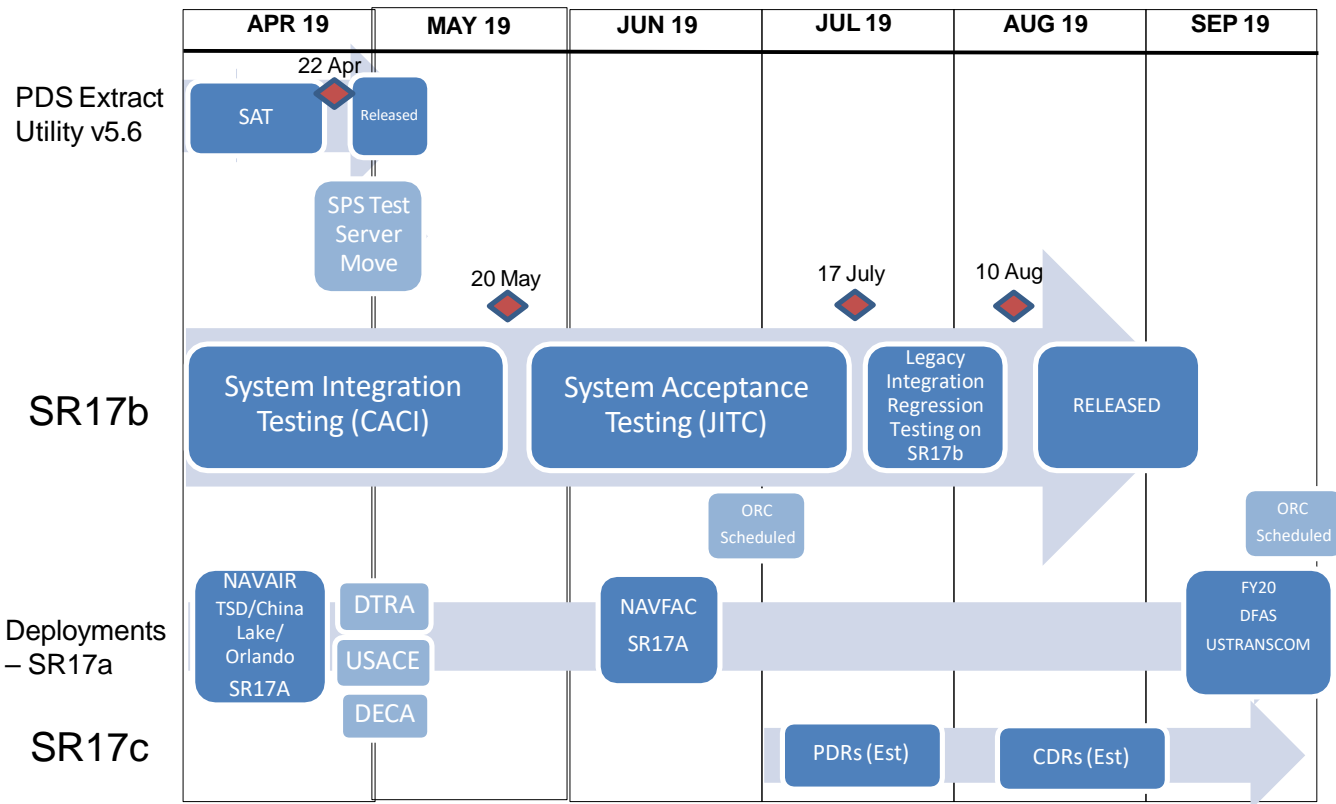 APR 19
MAY 19
JUN 19
JUL 19
AUG 19
SEP 19
PDS Extract
Utility v5.6
22 Apr
SAT
Released
SPS Test
Server
Move
20 May
17 July
10 Aug
SR17b
System Integration
Testing (CACI)
System Acceptance
Testing (JITC)
Legacy
Integration
Regression
Testing on
SR17b
RELEASED
ORC
Scheduled
ORC
Scheduled
Deployments
– SR17a
NAVAIR
TSD/China
Lake/
Orlando
SR17A
DTRA
USACE
DECA
NAVFAC
SR17A
FY20
DFAS
USTRANSCOM
SR17c
PDRs (Est)
CDRs (Est)